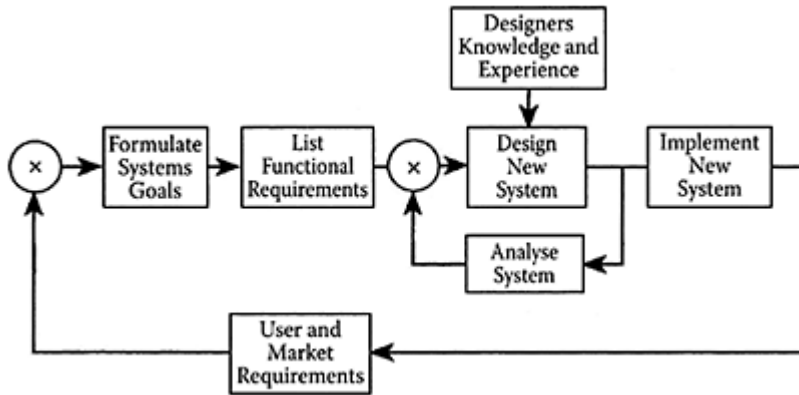 Designers
Knowledge and
Experience
×
Formulate
Systems
Goals
List
Functional
Requirements
×
Design
New
System
Implement
New
System
Analyse
System
User and
Market
Requirements